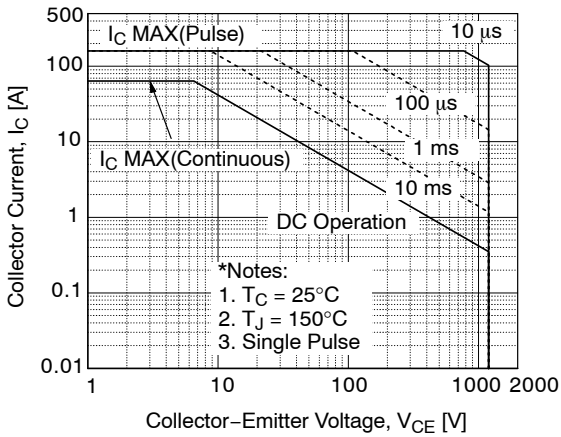 500
I_C MAX(Pulse)
10 μs
100
100 μs
10
1 ms
I_C MAX(Continuous)
10 ms
1
DC Operation
*Notes:
1. T_C = 25°C
2. T_J = 150°C
3. Single Pulse
0.1
0.01
1
10
100
1000 2000
Collector Current, I_C [A]
Collector−Emitter Voltage, V_CE [V]